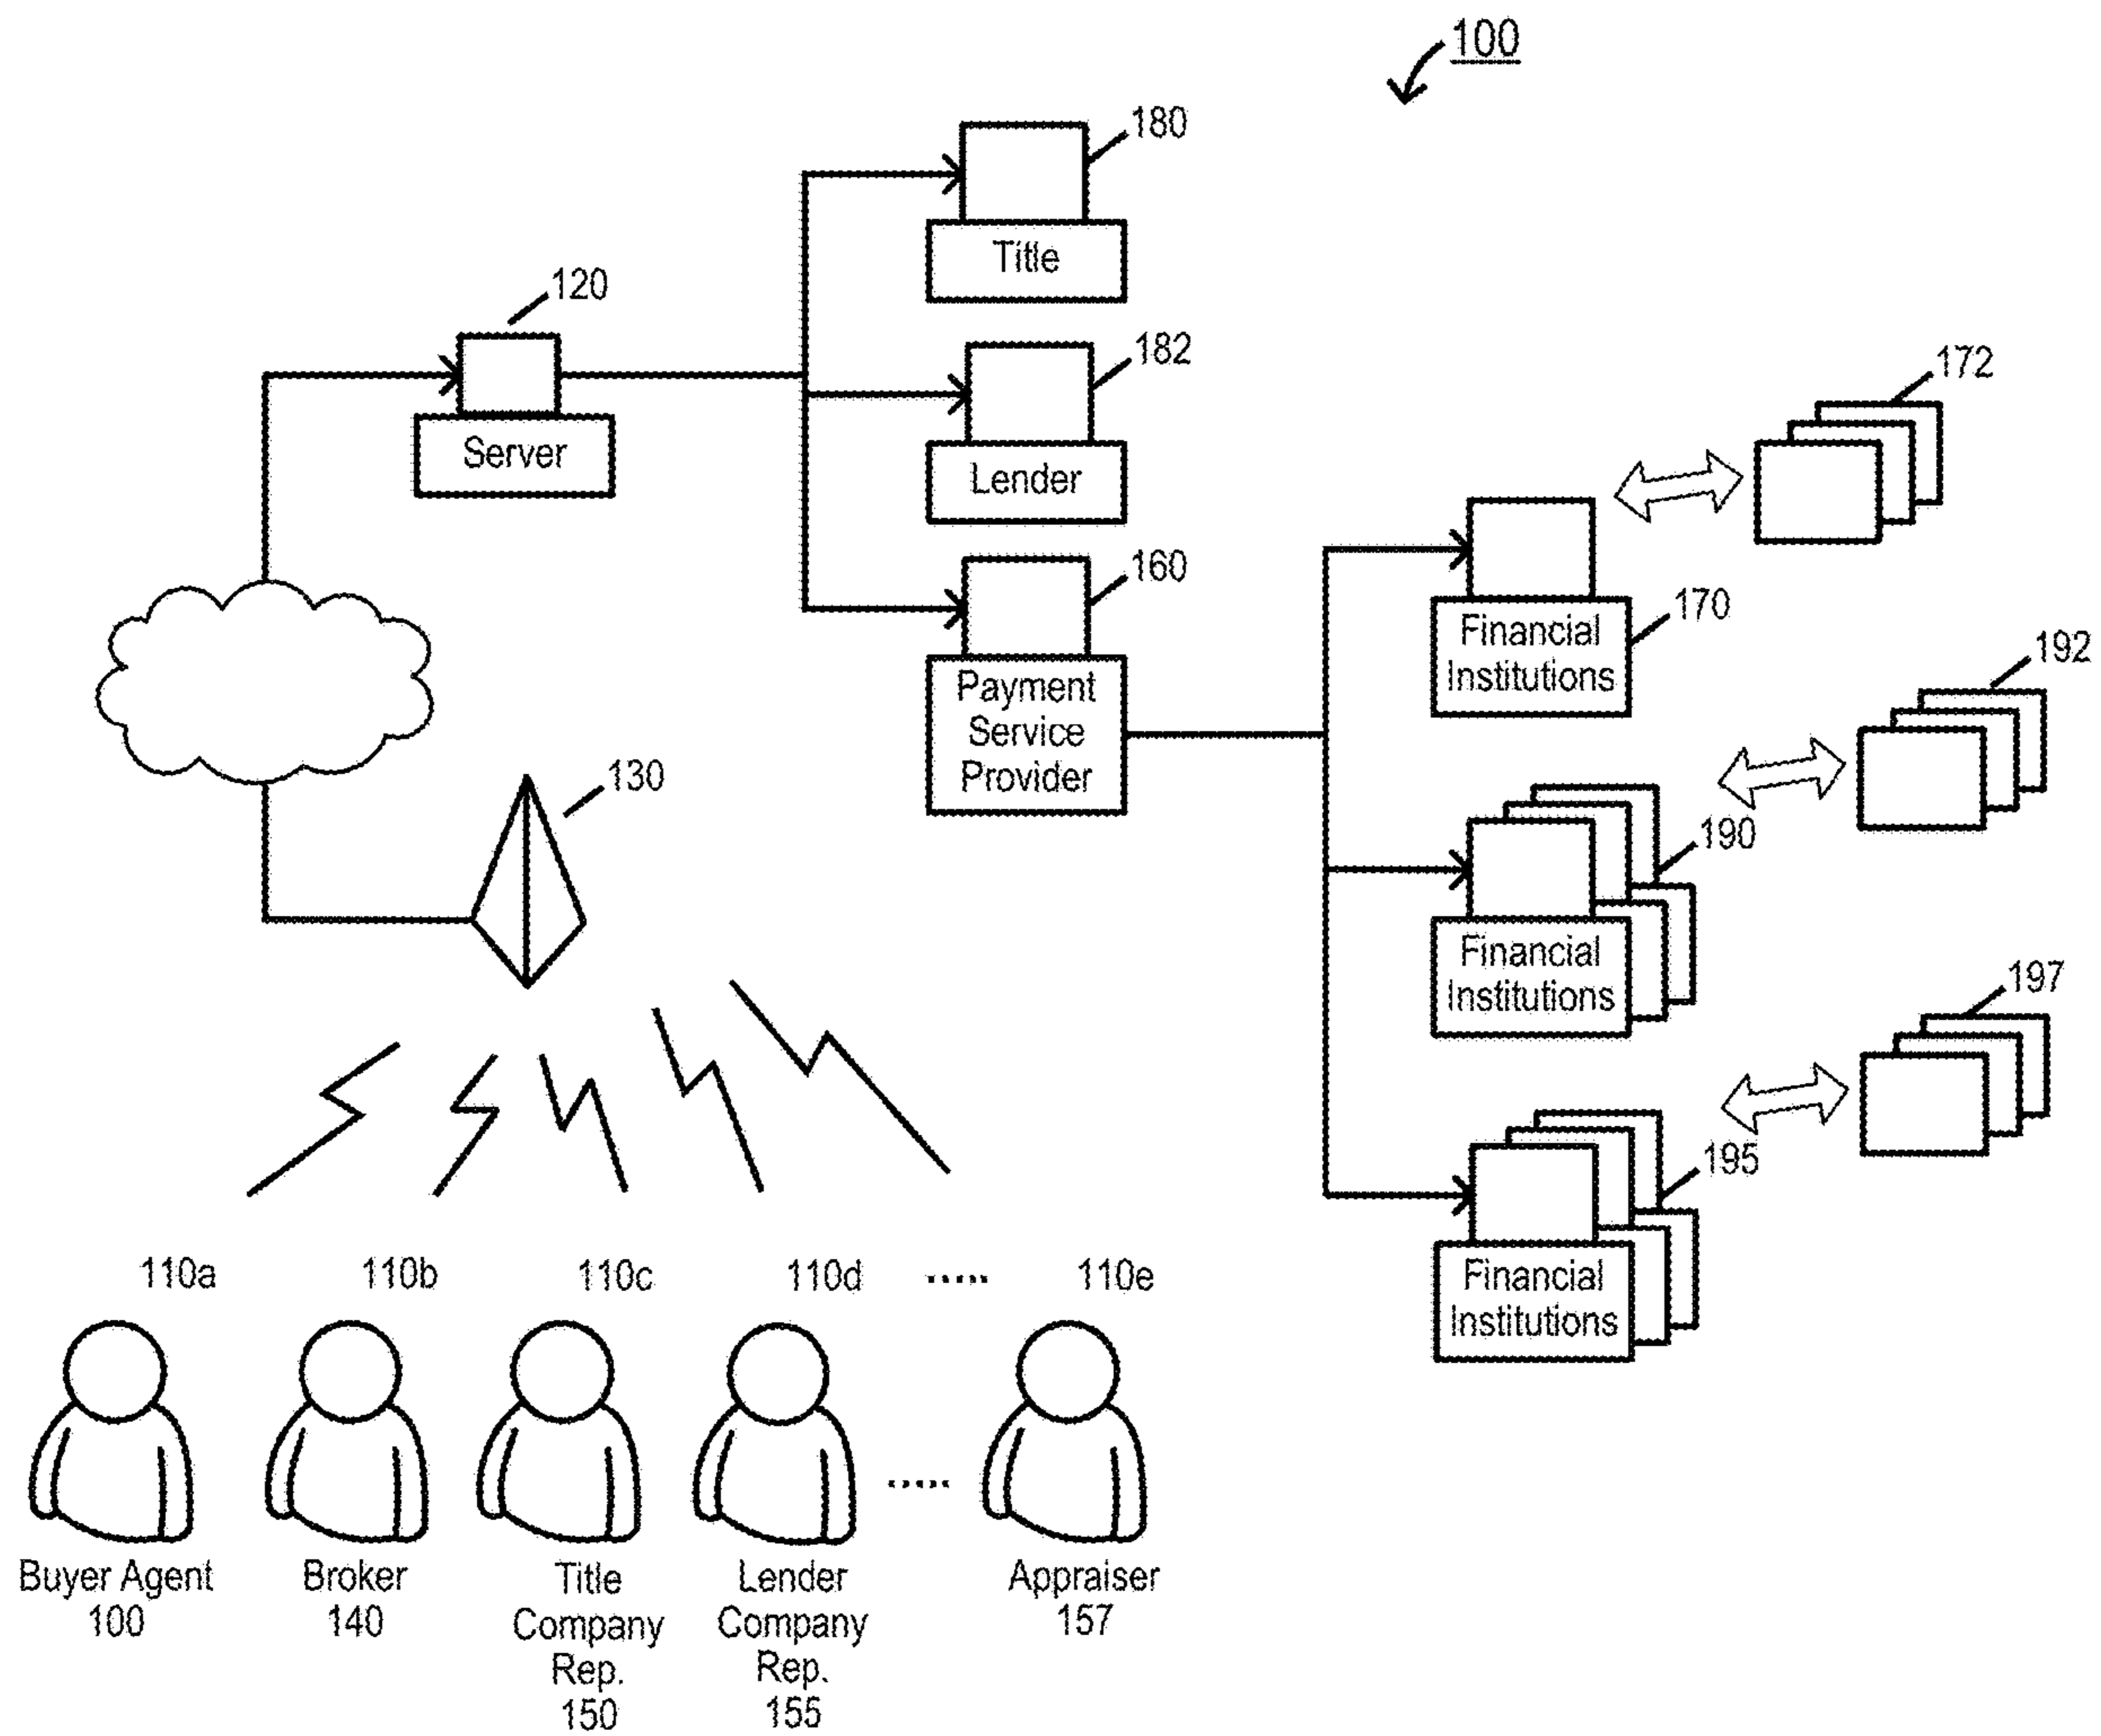 100
180
Title
120
Server
182
Lender
172
160
Payment
Service
Provider
170
Financial
Institutions
192
130
190
Financial
Institutions
197
195
Financial
Institutions
110a 110b 110c 110d ..... 110e
.....
Buyer Agent
100
Broker
140
Title
Company
Rep.
150
Lender
Company
Rep.
155
Appraiser
157